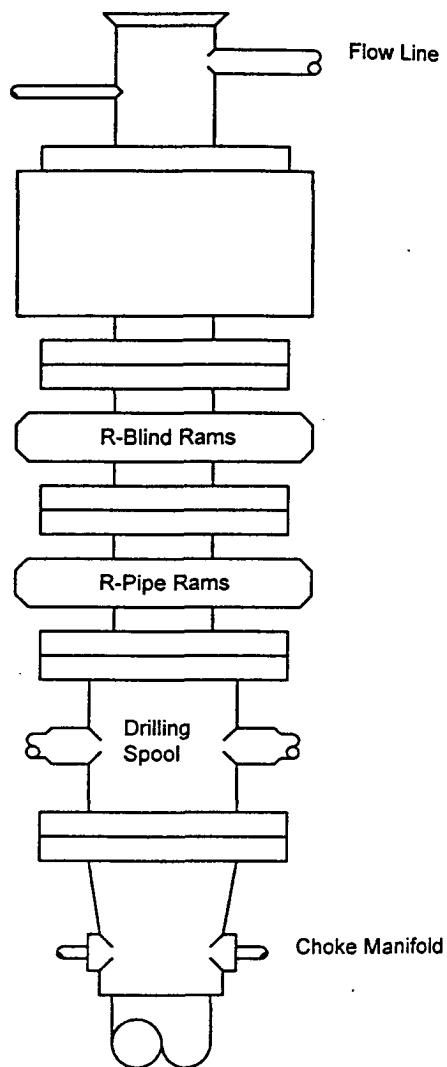 Flow Line
R-Blind Rams
R-Pipe Rams
Drilling
Spool
Choke Manifold